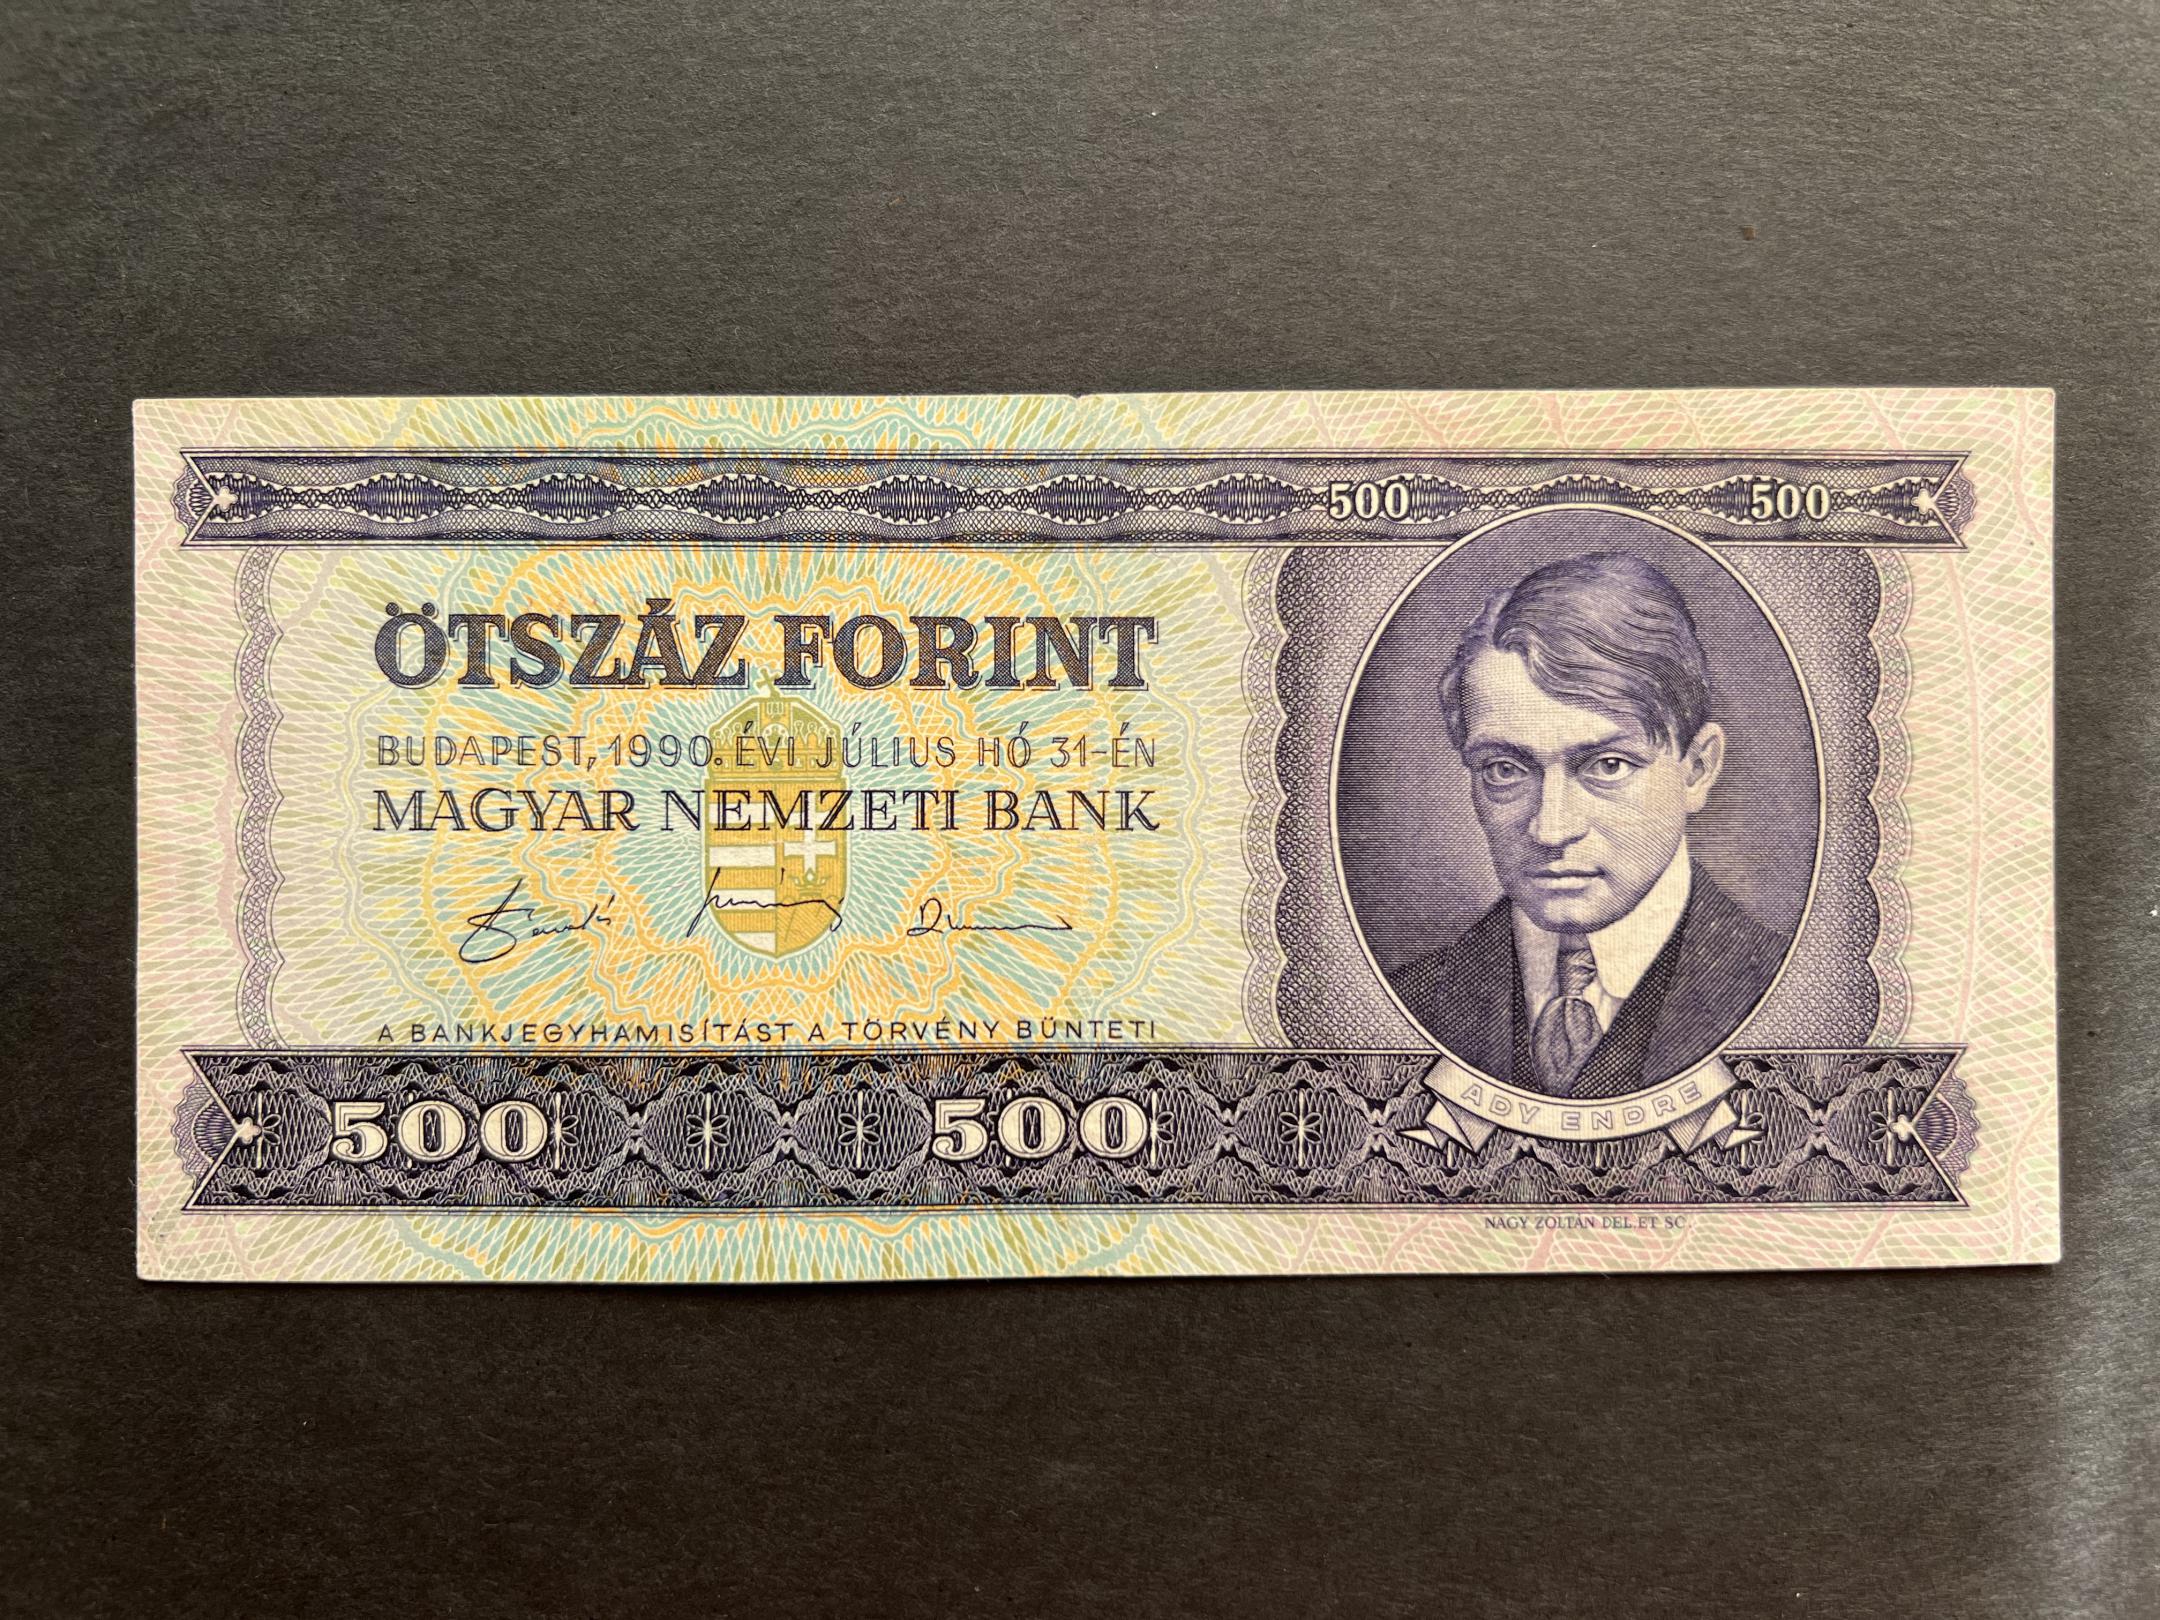 500 500
ÖTSZÁZ FORINT
BUDAPEST, 1990. ÉVI JÚLIUS HÓ 31-ÉN
MAGYAR NEMZETI BANK
A BANKJEGYHAMISÍTÁST A TÖRVÉNY BÜNTETI
500 500
ADY ENDRE
NAGY ZOLTÁN DEL. ET SC.